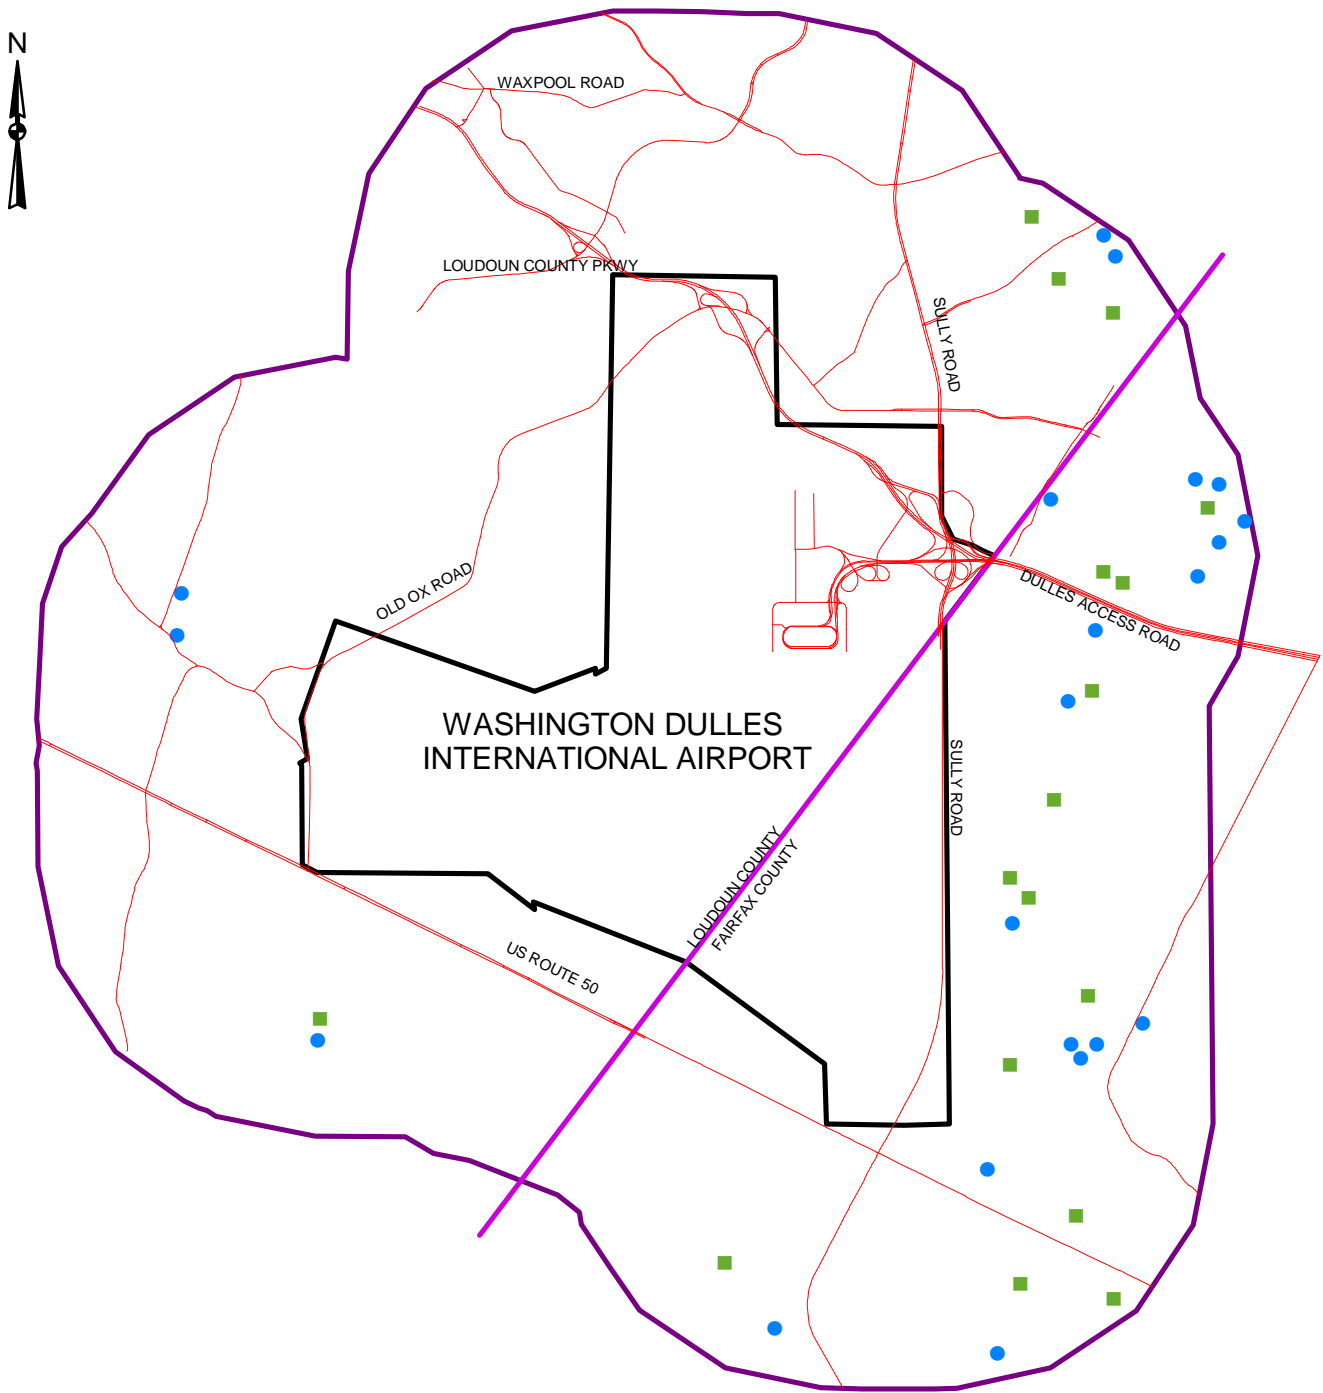 N
WAXPOOL ROAD
LOUDOUN COUNTY PKWY
SULLY ROAD
OLD OX ROAD
DULLES ACCESS ROAD
WASHINGTON DULLES
INTERNATIONAL AIRPORT
SULLY ROAD
LOUDOUN COUNTY
FAIRFAX COUNTY
US ROUTE 50